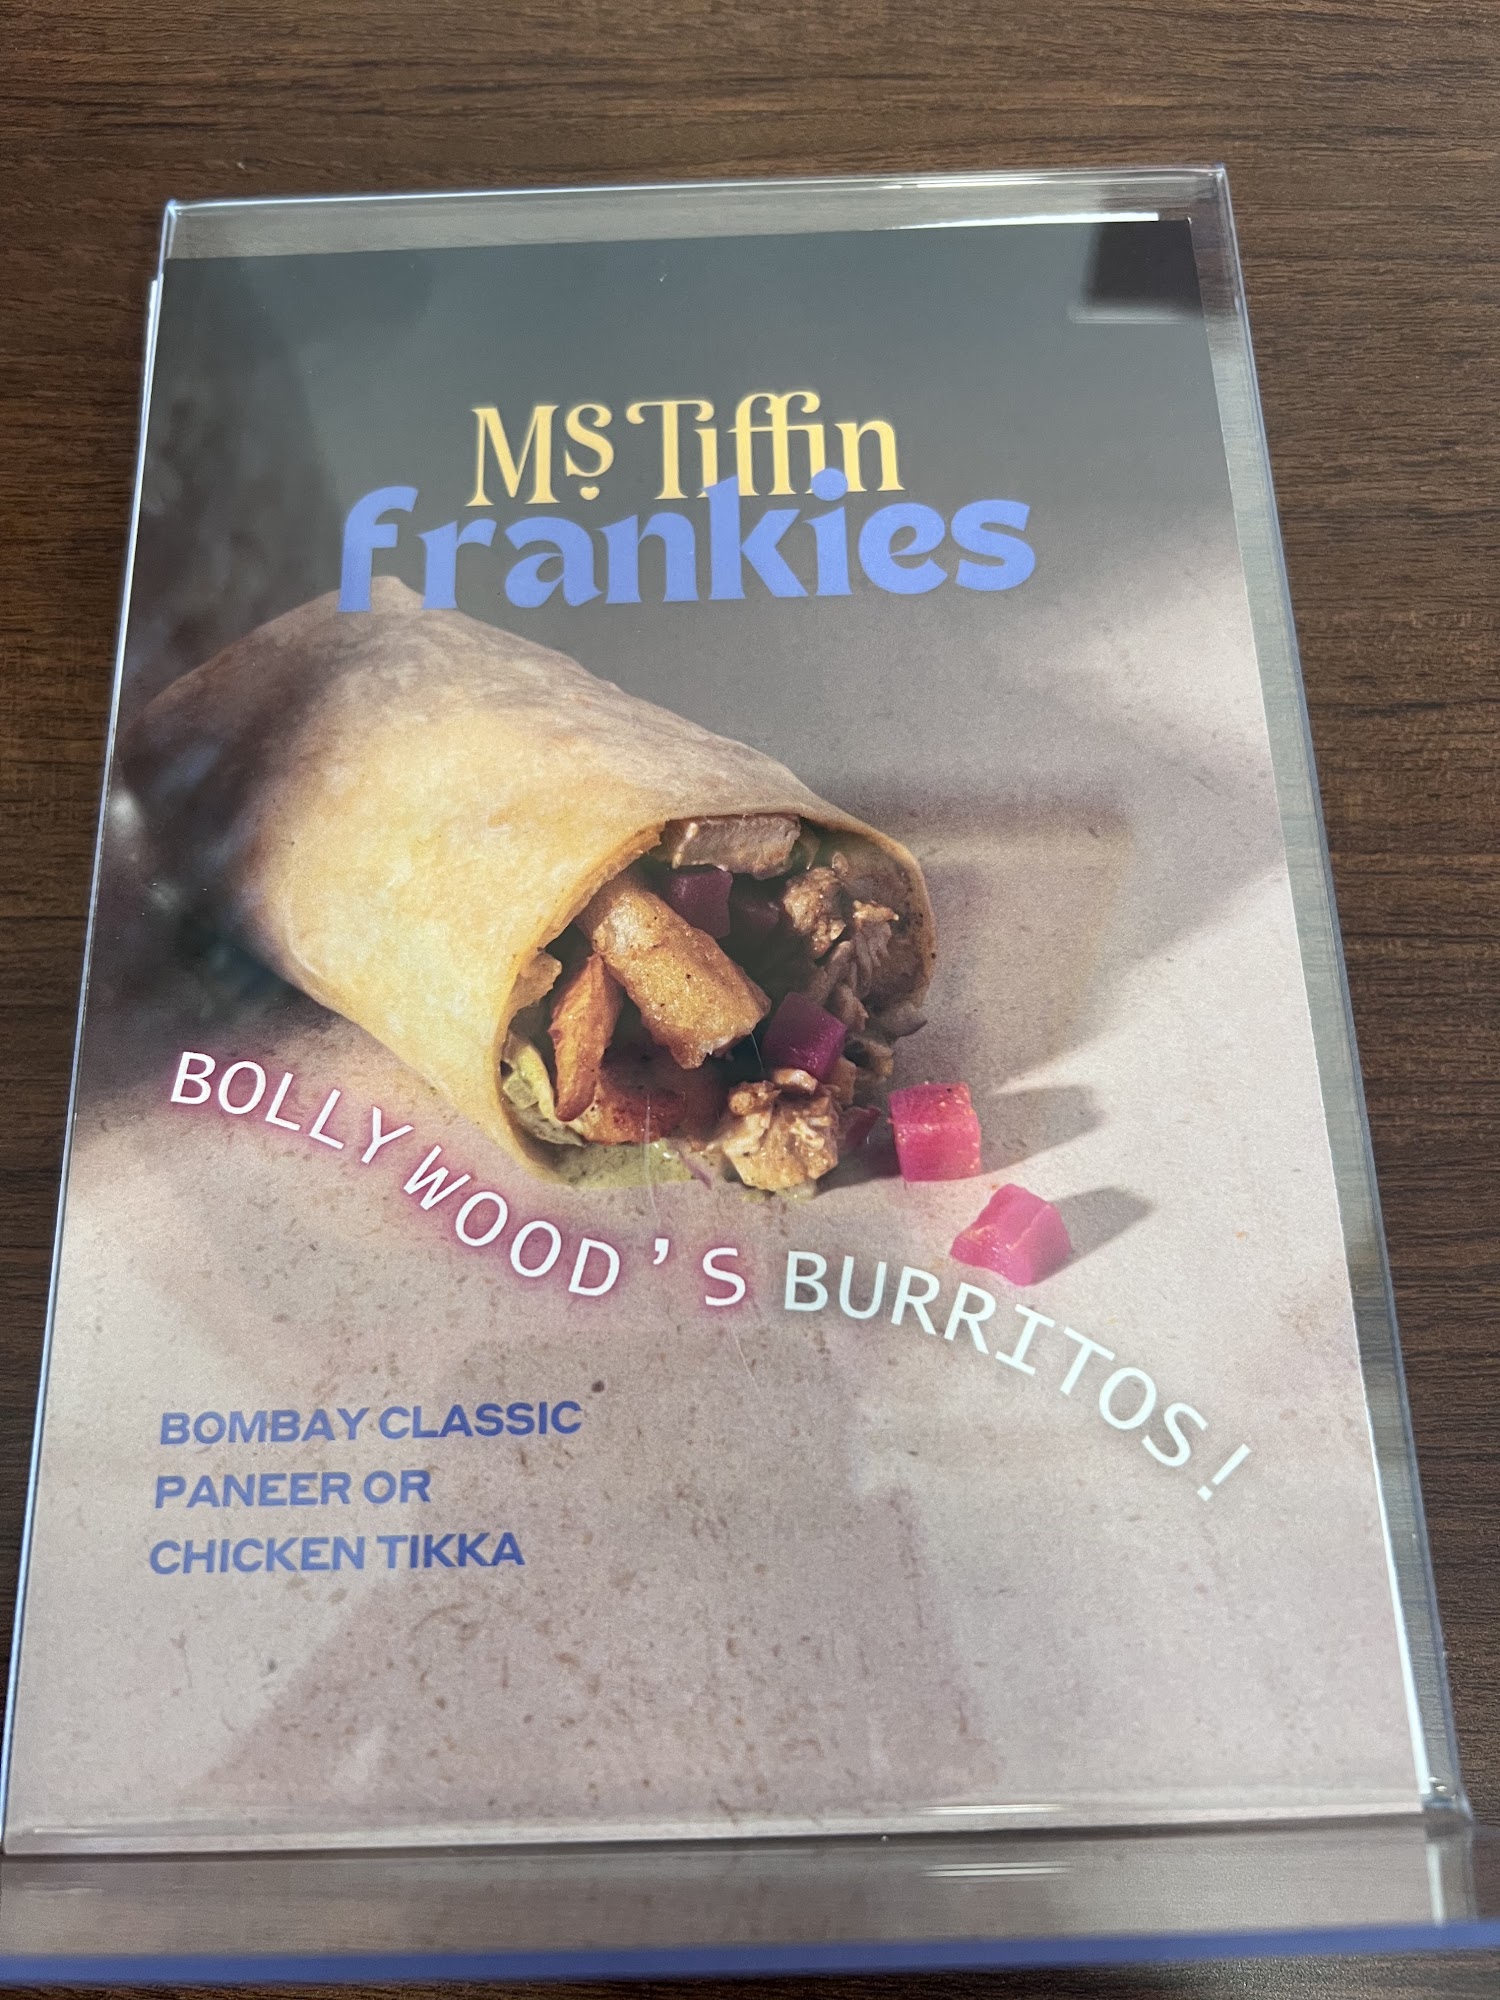 Ms Tiffin
frankies
BOLLYWOOD'S BURRITOS!
BOMBAY CLASSIC
PANEER OR
CHICKEN TIKKA